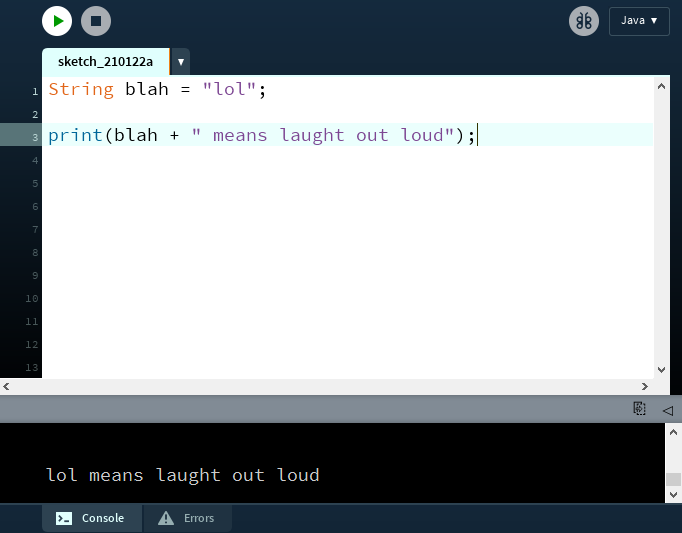 Java ▾
sketch_210122a ▼
1 String blah = "lol";
2
3 print(blah + " means laught out loud");
4
5
6
7
8
9
10
11
12
13
lol means laught out loud
>_ Console
Errors